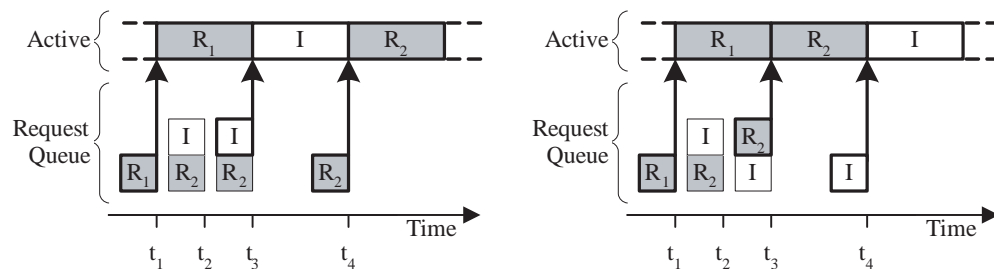 Active R₁ I R₂
Request Queue
I I
R₁ R₂ R₂ R₂
Time
t₁ t₂ t₃ t₄
Active R₁ R₂ I
Request Queue
I R₂
R₁ R₂ I I
Time
t₁ t₂ t₃ t₄